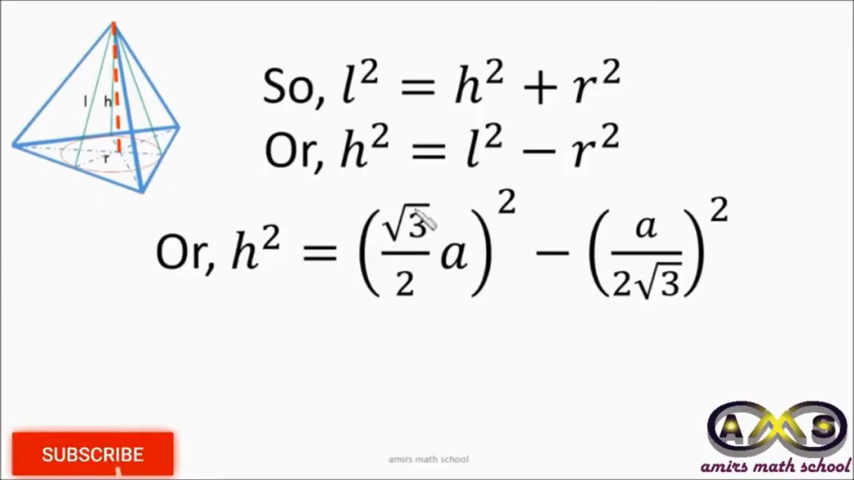 l h
r
So, l² = h² + r²
Or, h² = l² − r²
Or, h² = (√3/2 a)² − (a/2√3)²
SUBSCRIBE
amirs math school
AMS
amirs math school